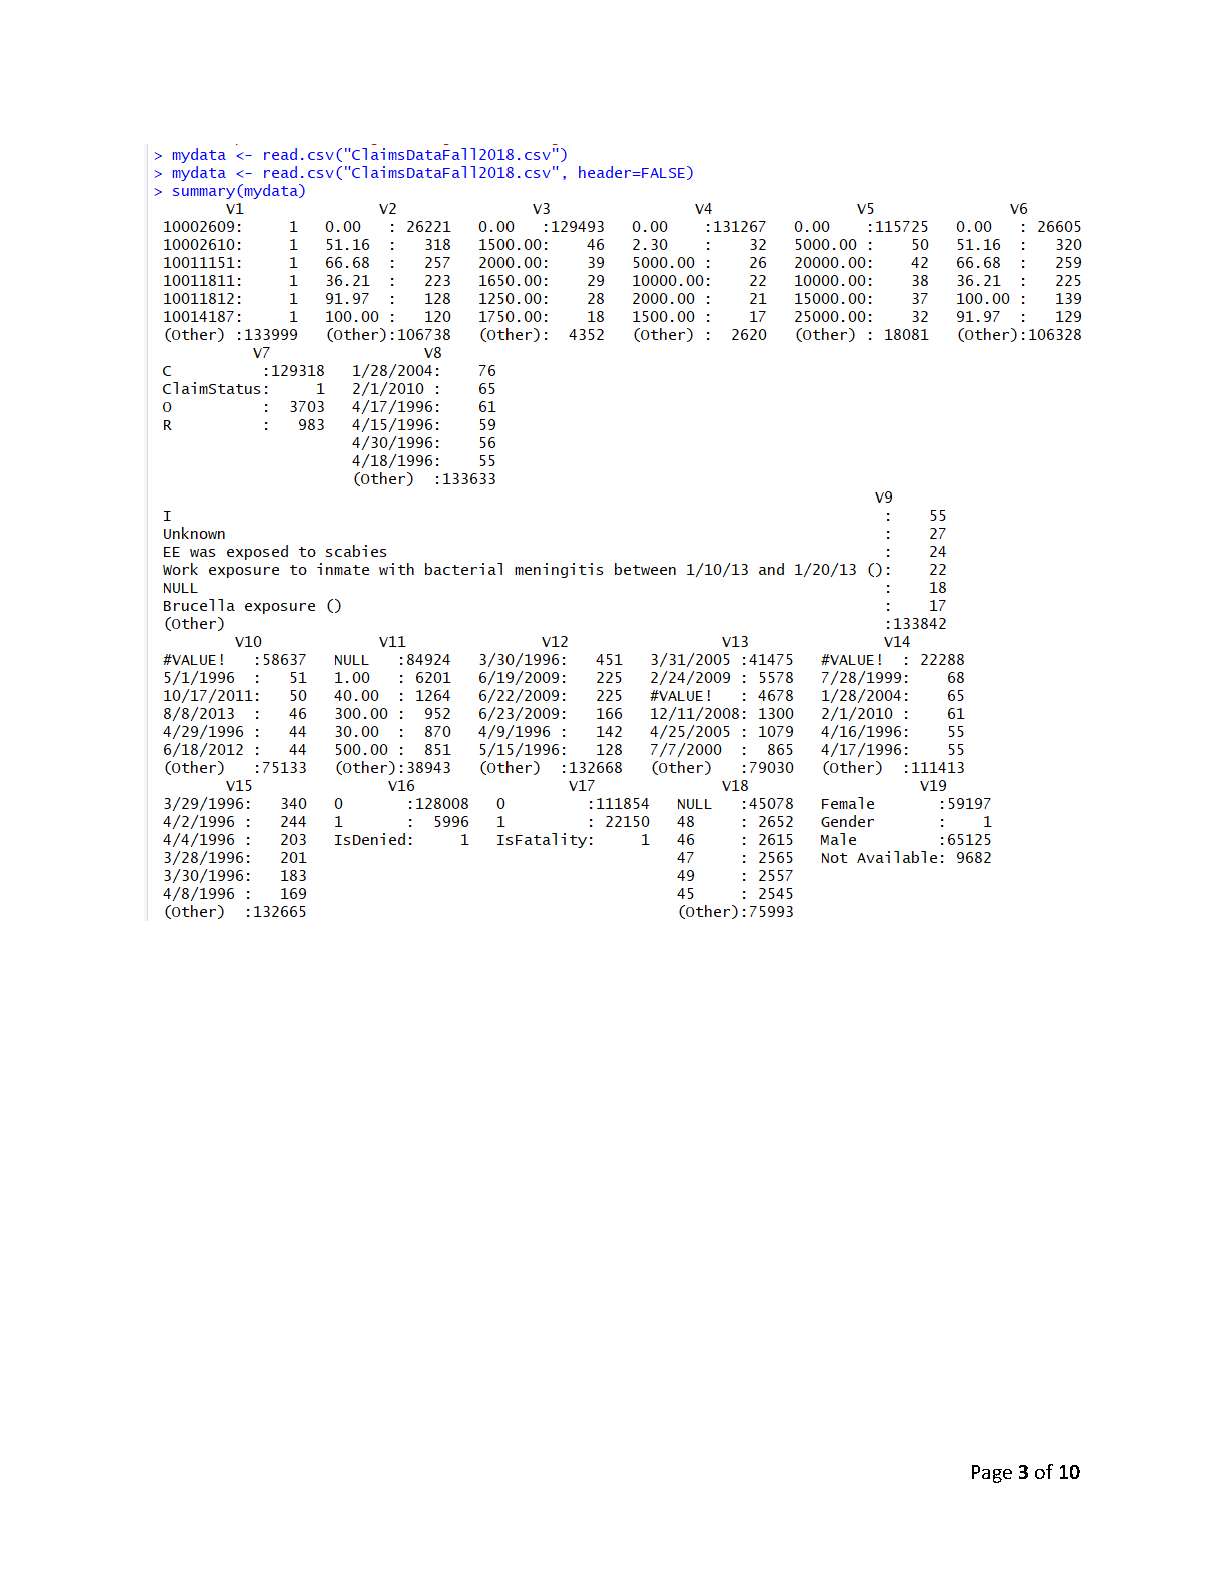 > mydata <- read.csv("ClaimsDataFall2018.csv")
> mydata <- read.csv("ClaimsDataFall2018.csv", header=FALSE)
> summary(mydata)
V1 V2 V3 V4 V5 V6
10002609: 1 0.00 : 26221 0.00 :129493 0.00 :131267 0.00 :115725 0.00 : 26605
10002610: 1 51.16 : 318 1500.00: 46 2.30 : 32 5000.00 : 50 51.16 : 320
10011151: 1 66.68 : 257 2000.00: 39 5000.00 : 26 20000.00: 42 66.68 : 259
10011811: 1 36.21 : 223 1650.00: 29 10000.00: 22 10000.00: 38 36.21 : 225
10011812: 1 91.97 : 128 1250.00: 28 2000.00 : 21 15000.00: 37 100.00 : 139
10014187: 1 100.00 : 120 1750.00: 18 1500.00 : 17 25000.00: 32 91.97 : 129
(Other) :133999 (Other):106738 (Other): 4352 (Other) : 2620 (Other) : 18081 (Other):106328
V7 V8
C :129318 1/28/2004: 76
ClaimStatus: 1 2/1/2010 : 65
O : 3703 4/17/1996: 61
R : 983 4/15/1996: 59
4/30/1996: 56
4/18/1996: 55
(Other) :133633
V9
I : 55
Unknown : 27
EE was exposed to scabies : 24
Work exposure to inmate with bacterial meningitis between 1/10/13 and 1/20/13 (): 22
NULL : 18
Brucella exposure () : 17
(Other) :133842
V10 V11 V12 V13 V14
#VALUE! :58637 NULL :84924 3/30/1996: 451 3/31/2005 :41475 #VALUE! : 22288
5/1/1996 : 51 1.00 : 6201 6/19/2009: 225 2/24/2009 : 5578 7/28/1999: 68
10/17/2011: 50 40.00 : 1264 6/22/2009: 225 #VALUE! : 4678 1/28/2004: 65
8/8/2013 : 46 300.00 : 952 6/23/2009: 166 12/11/2008: 1300 2/1/2010 : 61
4/29/1996 : 44 30.00 : 870 4/9/1996 : 142 4/25/2005 : 1079 4/16/1996: 55
6/18/2012 : 44 500.00 : 851 5/15/1996: 128 7/7/2000 : 865 4/17/1996: 55
(Other) :75133 (Other):38943 (Other) :132668 (Other) :79030 (Other) :111413
V15 V16 V17 V18 V19
3/29/1996: 340 0 :128008 0 :111854 NULL :45078 Female :59197
4/2/1996 : 244 1 : 5996 1 : 22150 48 : 2652 Gender : 1
4/4/1996 : 203 IsDenied: 1 IsFatality: 1 46 : 2615 Male :65125
3/28/1996: 201 47 : 2565 Not Available: 9682
3/30/1996: 183 49 : 2557
4/8/1996 : 169 45 : 2545
(Other) :132665 (Other):75993
Page 3 of 10